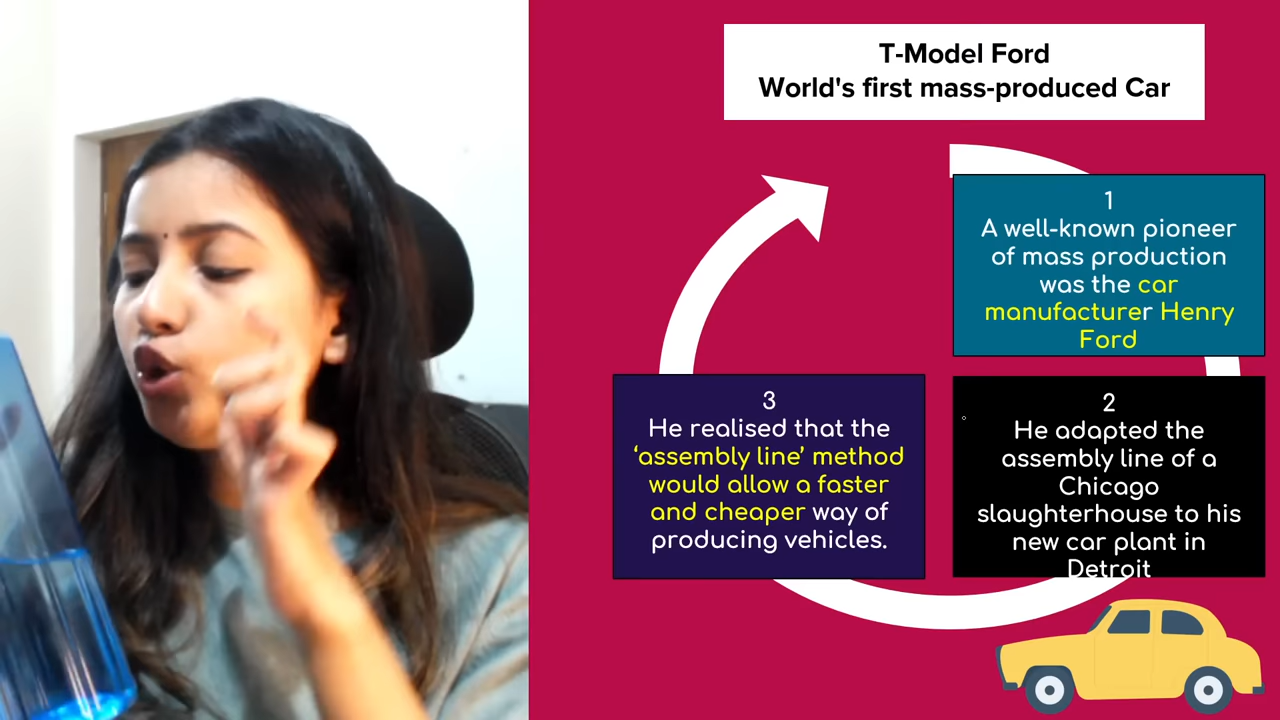 T-Model Ford
World's first mass-produced Car
1
A well-known pioneer
of mass production
was the car
manufacturer Henry
Ford
2
He adapted the
assembly line of a
Chicago
slaughterhouse to his
new car plant in
Detroit
3
He realised that the
‘assembly line’ method
would allow a faster
and cheaper way of
producing vehicles.